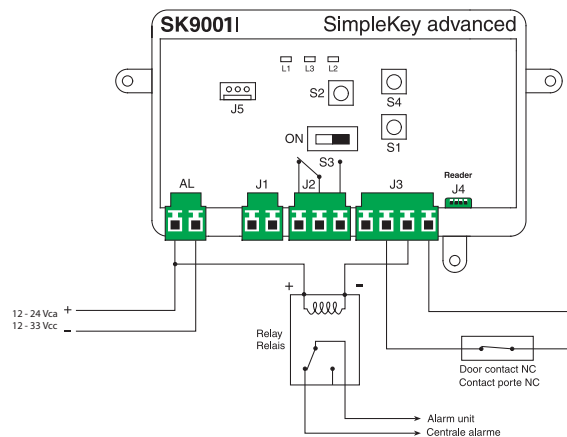 SK9001I SimpleKey advanced
L1 L3 L2
J5
S2
S4
S1
ON
S3
AL
J1
J2
J3
Reader
J4
+ -
12 - 24 Vca +
12 - 33 Vcc -
Relay
Relais
Door contact NC
Contact porte NC
Alarm unit
Centrale alarme